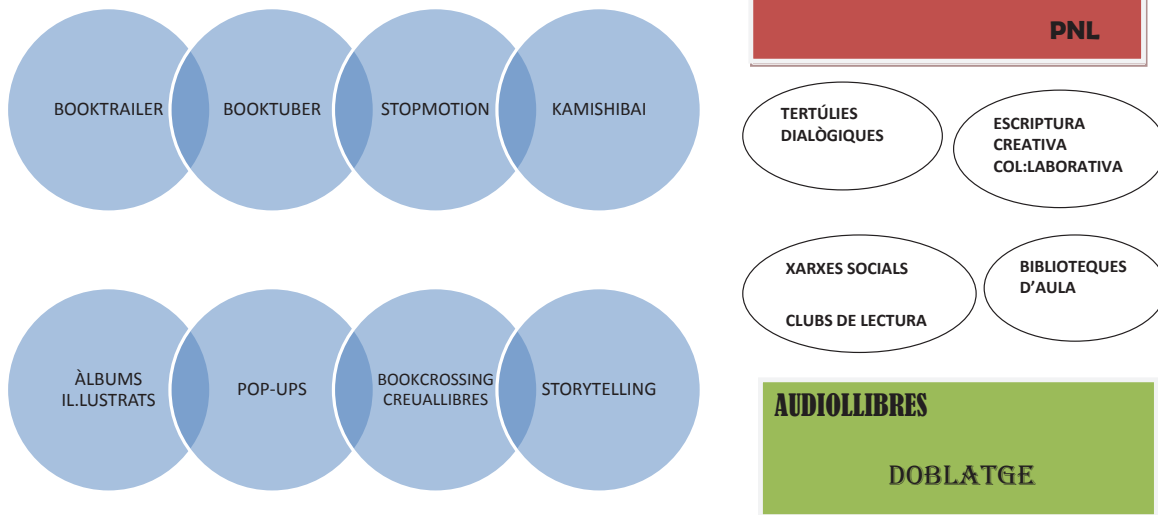 BOOKTRAILER
BOOKTUBER
STOPMOTION
KAMISHIBAI
ÀLBUMS
IL.LUSTRATS
POP-UPS
BOOKCROSSING
CREUALLIBRES
STORYTELLING
PNL
TERTÚLIES
DIALÒGIQUES
ESCRIPTURA
CREATIVA
COL:LABORATIVA
XARXES SOCIALS
CLUBS DE LECTURA
BIBLIOTEQUES
D’AULA
AUDIOLLIBRES
DOBLATGE